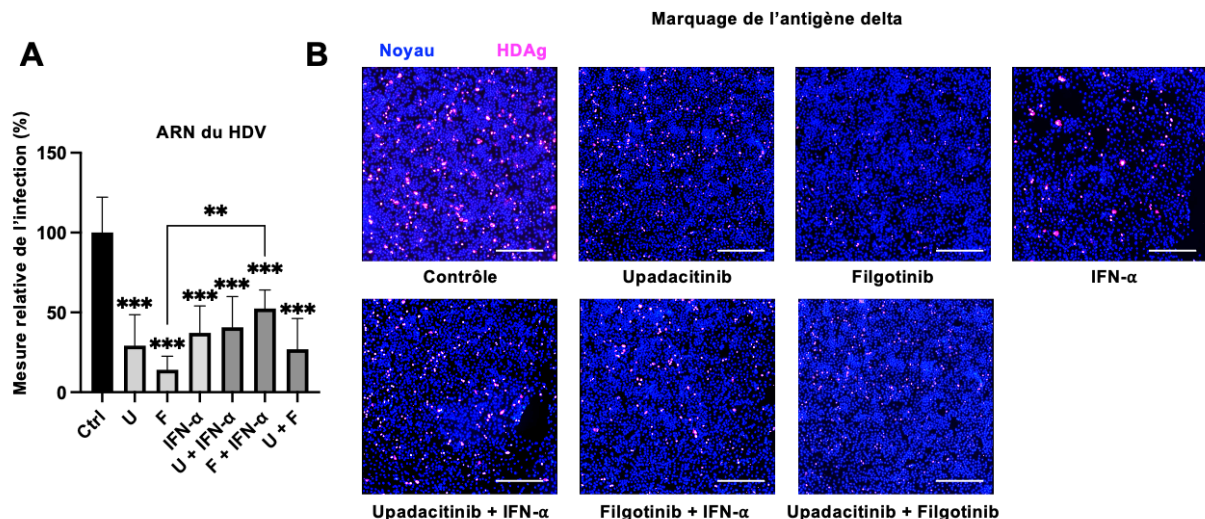 Marquage de l’antigène delta
A
B
Noyau
HDAg
ARN du HDV
Mesure relative de l’infection (%)
150
100
50
0
**
***
***
***
***
***
***
Ctrl
U
F
IFN-α
U + IFN-α
F + IFN-α
U + F
Contrôle
Upadacitinib
Filgotinib
IFN-α
Upadacitinib + IFN-α
Filgotinib + IFN-α
Upadacitinib + Filgotinib